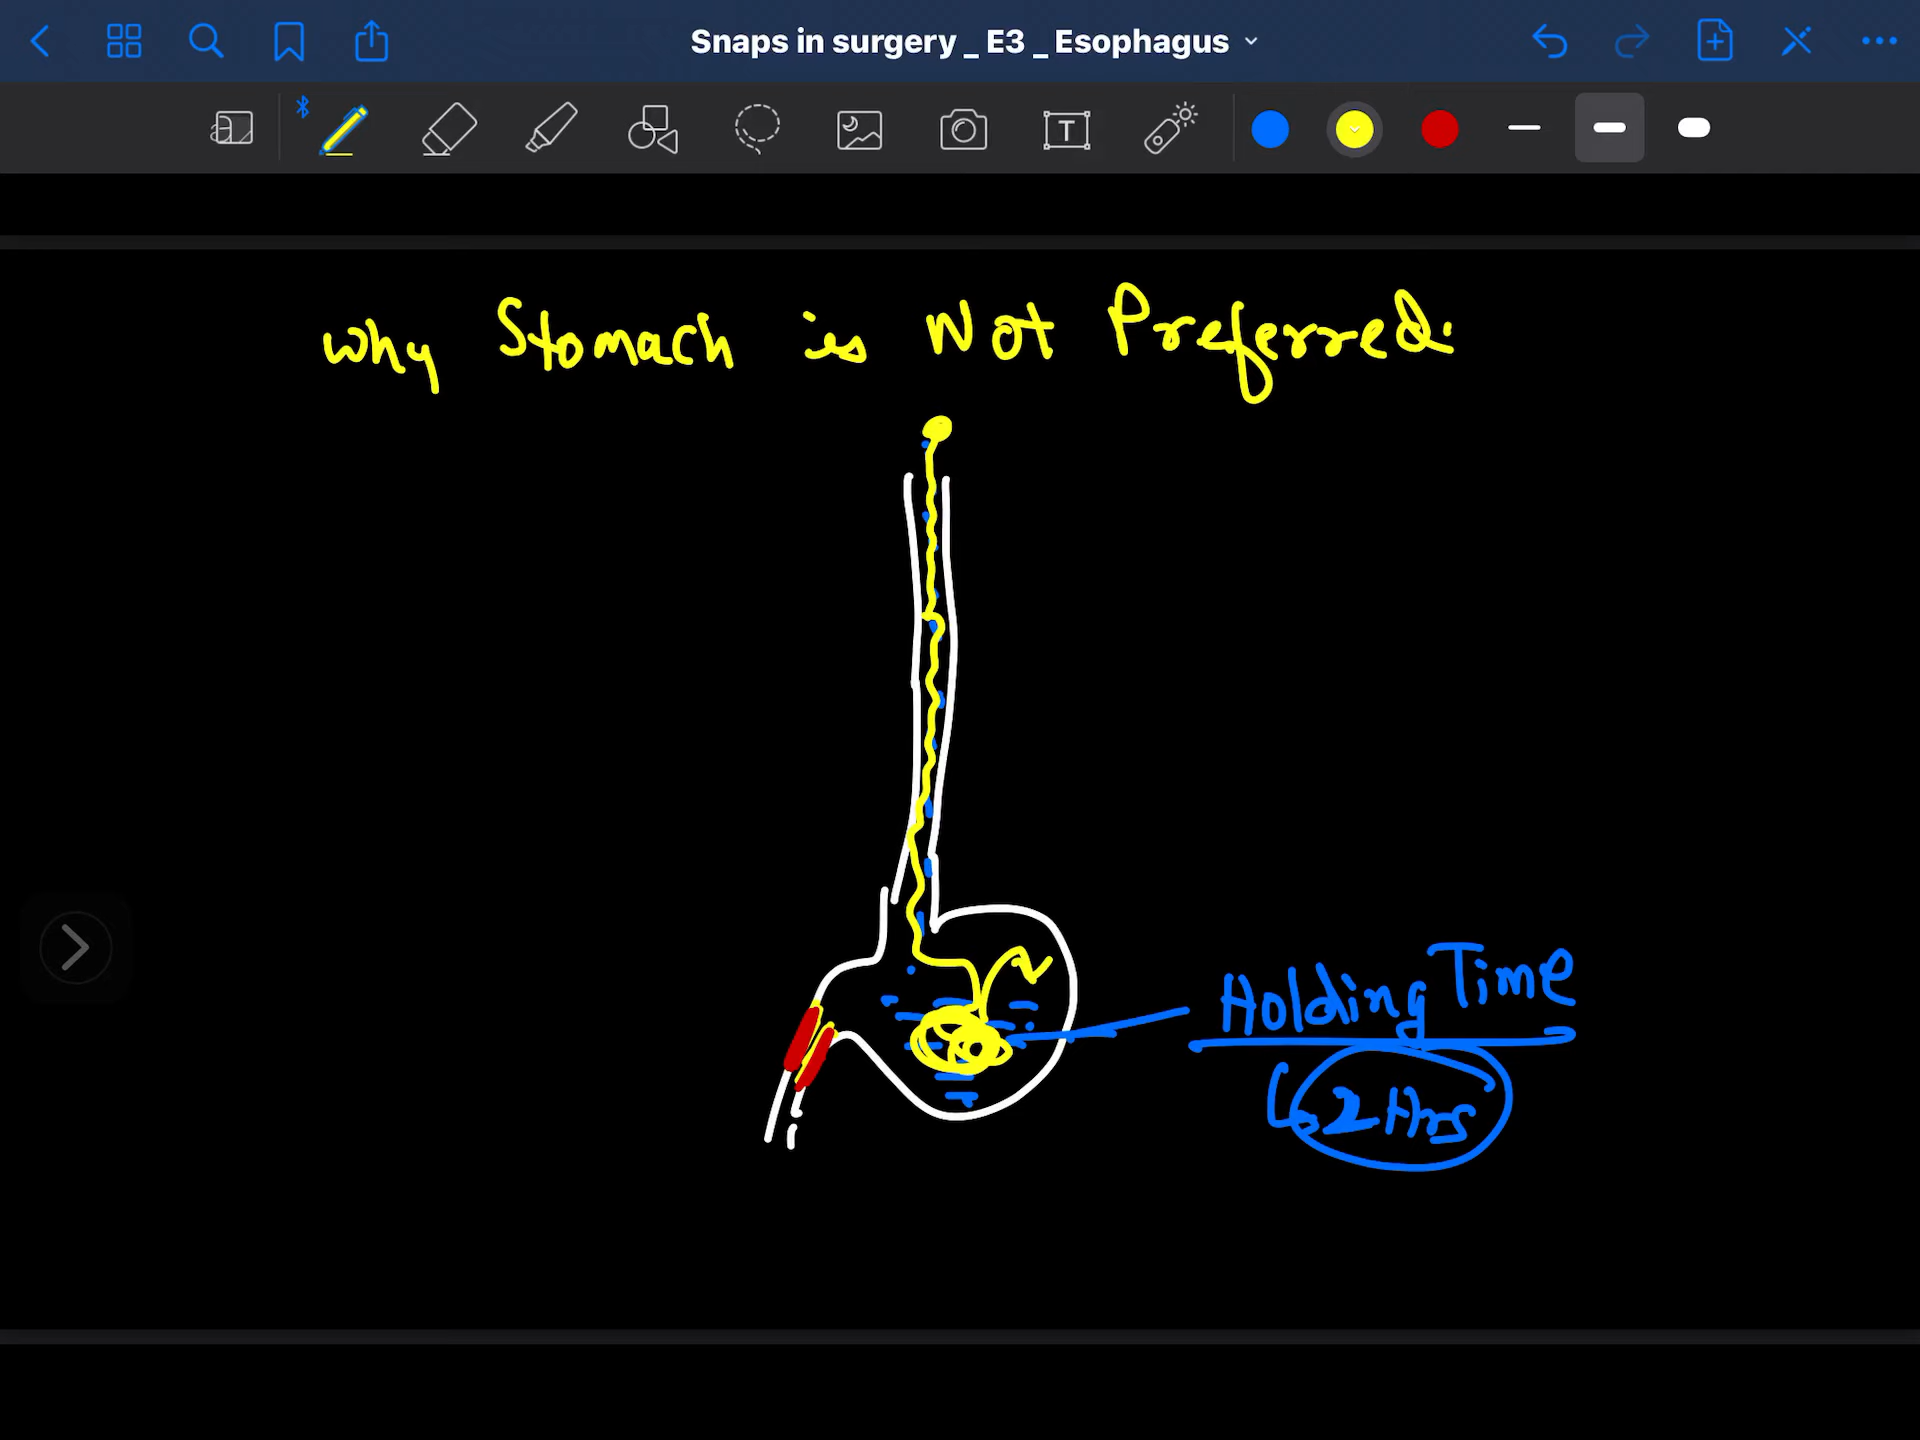 Snaps in surgery _ E3 _ Esophagus
T
why Stomach is Not Preferred.
Holding Time
2 Hrs